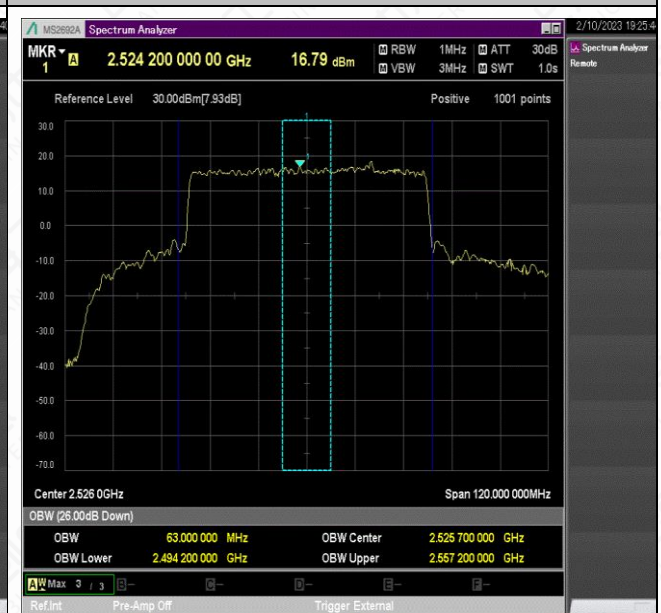 MS2692A Spectrum Analyzer
2/10/2023 19:25:4
MKR 1 A 2.524 200 000 00 GHz 16.79 dBm
M RBW 1MHz M ATT 30dB
M VBW 3MHz M SWT 1.0s
Spectrum Analyzer
Remote
Reference Level 30.00dBm[7.93dB] Positive 1001 points
1
30.0
20.0
1
10.0
0.0
-10.0
-20.0
-30.0
-40.0
-50.0
-60.0
-70.0
Center 2.526 0GHz Span 120.000 000MHz
OBW (26.00dB Down)
OBW 63.000 000 MHz OBW Center 2.525 700 000 GHz
OBW Lower 2.494 200 000 GHz OBW Upper 2.557 200 000 GHz
A W Max 3 / 3 B- C- D- E- F-
Ref.Int Pre-Amp Off Trigger External